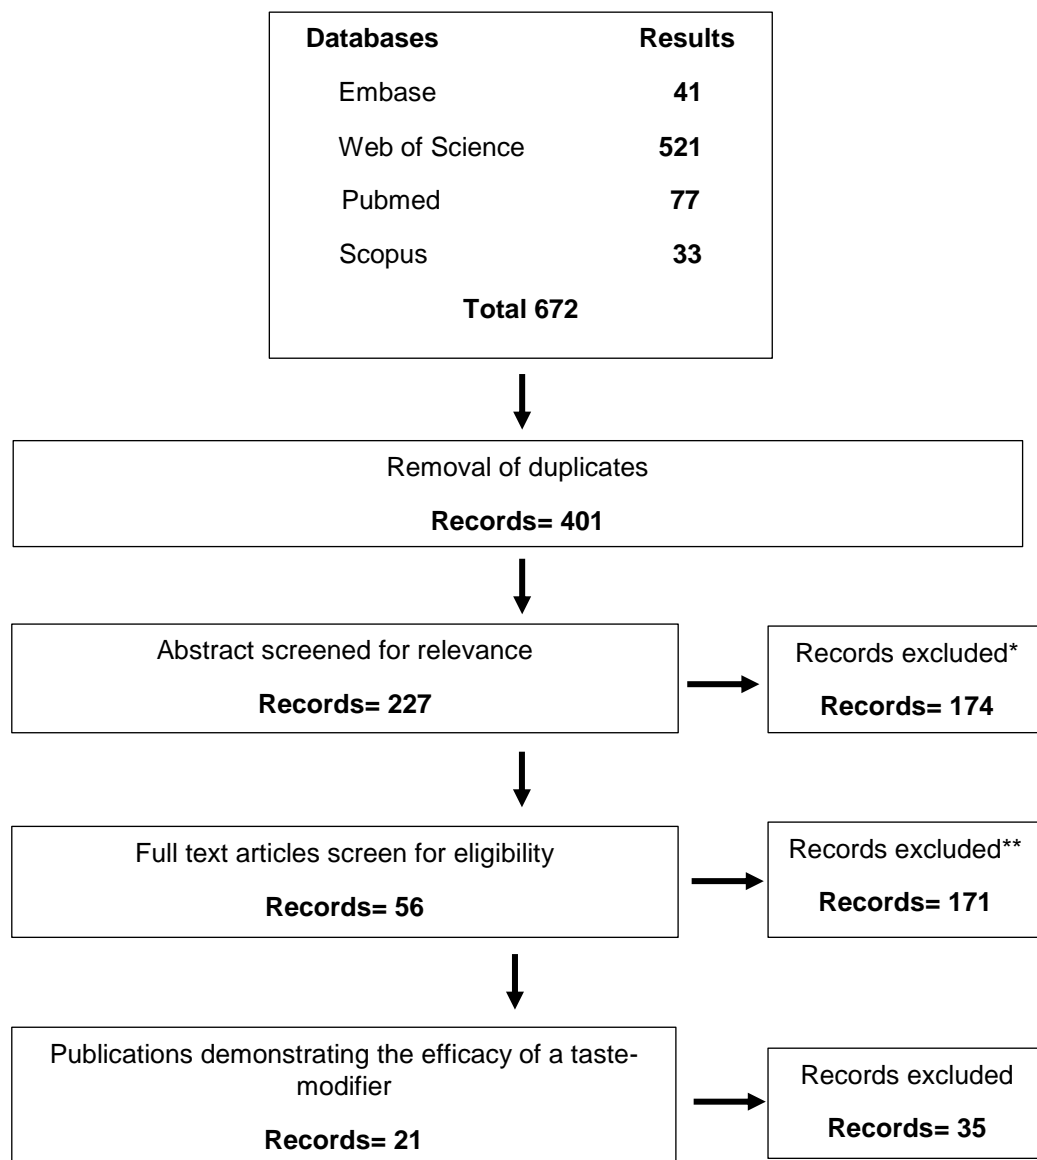 Databases Results
Embase 41
Web of Science 521
Pubmed 77
Scopus 33
Total 672
Removal of duplicates
Records= 401
Abstract screened for relevance
Records= 227
Records excluded*
Records= 174
Full text articles screen for eligibility
Records= 56
Records excluded**
Records= 171
Publications demonstrating the efficacy of a taste-
modifier
Records= 21
Records excluded
Records= 35